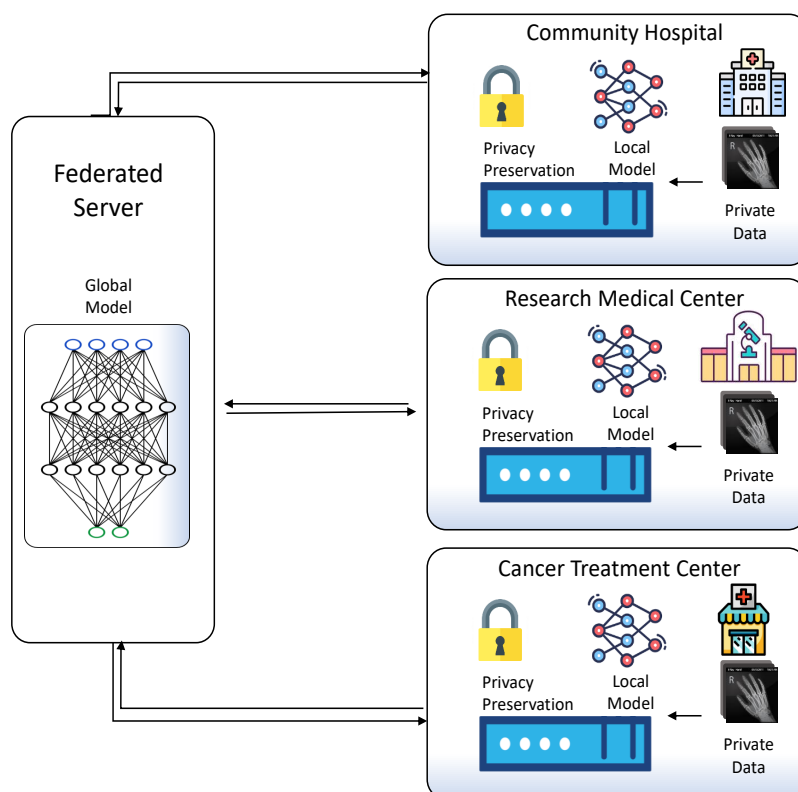 Federated
Server
Global
Model
Community Hospital
Privacy
Preservation
Local
Model
R
Private
Data
Research Medical Center
Privacy
Preservation
Local
Model
R
Private
Data
Cancer Treatment Center
Privacy
Preservation
Local
Model
R
Private
Data